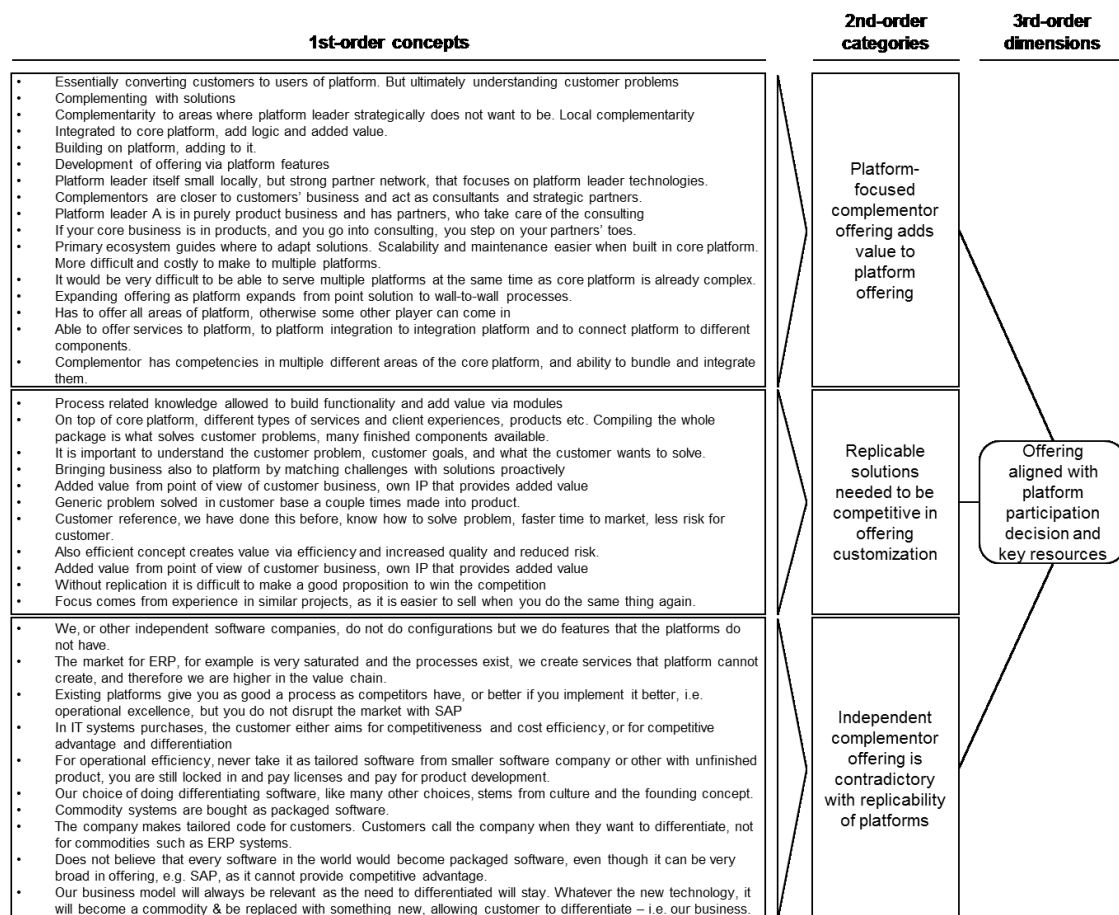 1st-order concepts
2nd-order
categories
3rd-order
dimensions
• Essentially converting customers to users of platform. But ultimately understanding customer problems
• Complementing with solutions
• Complementarity to areas where platform leader strategically does not want to be. Local complementarity
• Integrated to core platform, add logic and added value.
• Building on platform, adding to it.
• Development of offering via platform features
• Platform leader itself small locally, but strong partner network, that focuses on platform leader technologies.
• Complementors are closer to customers' business and act as consultants and strategic partners.
• Platform leader A is in purely product business and has partners, who take care of the consulting
• If your core business is in products, and you go into consulting, you step on your partners' toes.
• Primary ecosystem guides where to adapt solutions. Scalability and maintenance easier when built in core platform.
More difficult and costly to make to multiple platforms.
• It would be very difficult to be able to serve multiple platforms at the same time as core platform is already complex.
• Expanding offering as platform expands from point solution to wall-to-wall processes.
• Has to offer all areas of platform, otherwise some other player can come in
• Able to offer services to platform, to platform integration to integration platform and to connect platform to different
components.
• Complementor has competencies in multiple different areas of the core platform, and ability to bundle and integrate
them.
Platform-
focused
complementor
offering adds
value to
platform
offering
• Process related knowledge allowed to build functionality and add value via modules
• On top of core platform, different types of services and client experiences, products etc. Compiling the whole
package is what solves customer problems, many finished components available.
• It is important to understand the customer problem, customer goals, and what the customer wants to solve.
• Bringing business also to platform by matching challenges with solutions proactively
• Added value from point of view of customer business, own IP that provides added value
• Generic problem solved in customer base a couple times made into product.
• Customer reference, we have done this before, know how to solve problem, faster time to market, less risk for
customer.
• Also efficient concept creates value via efficiency and increased quality and reduced risk.
• Added value from point of view of customer business, own IP that provides added value
• Without replication it is difficult to make a good proposition to win the competition
• Focus comes from experience in similar projects, as it is easier to sell when you do the same thing again.
Replicable
solutions
needed to be
competitive in
offering
customization
Offering
aligned with
platform
participation
decision and
key resources
• We, or other independent software companies, do not do configurations but we do features that the platforms do
not have.
• The market for ERP, for example is very saturated and the processes exist, we create services that platform cannot
create, and therefore we are higher in the value chain.
• Existing platforms give you as good a process as competitors have, or better if you implement it better, i.e.
operational excellence, but you do not disrupt the market with SAP
• In IT systems purchases, the customer either aims for competitiveness and cost efficiency, or for competitive
advantage and differentiation
• For operational efficiency, never take it as tailored software from smaller software company or other with unfinished
product, you are still locked in and pay licenses and pay for product development.
• Our choice of doing differentiating software, like many other choices, stems from culture and the founding concept.
• Commodity systems are bought as packaged software.
• The company makes tailored code for customers. Customers call the company when they want to differentiate, not
for commodities such as ERP systems.
• Does not believe that every software in the world would become packaged software, even though it can be very
broad in offering, e.g. SAP, as it cannot provide competitive advantage.
• Our business model will always be relevant as the need to differentiated will stay. Whatever the new technology, it
will become a commodity & be replaced with something new, allowing customer to differentiate – i.e. our business.
Independent
complementor
offering is
contradictory
with replicability
of platforms